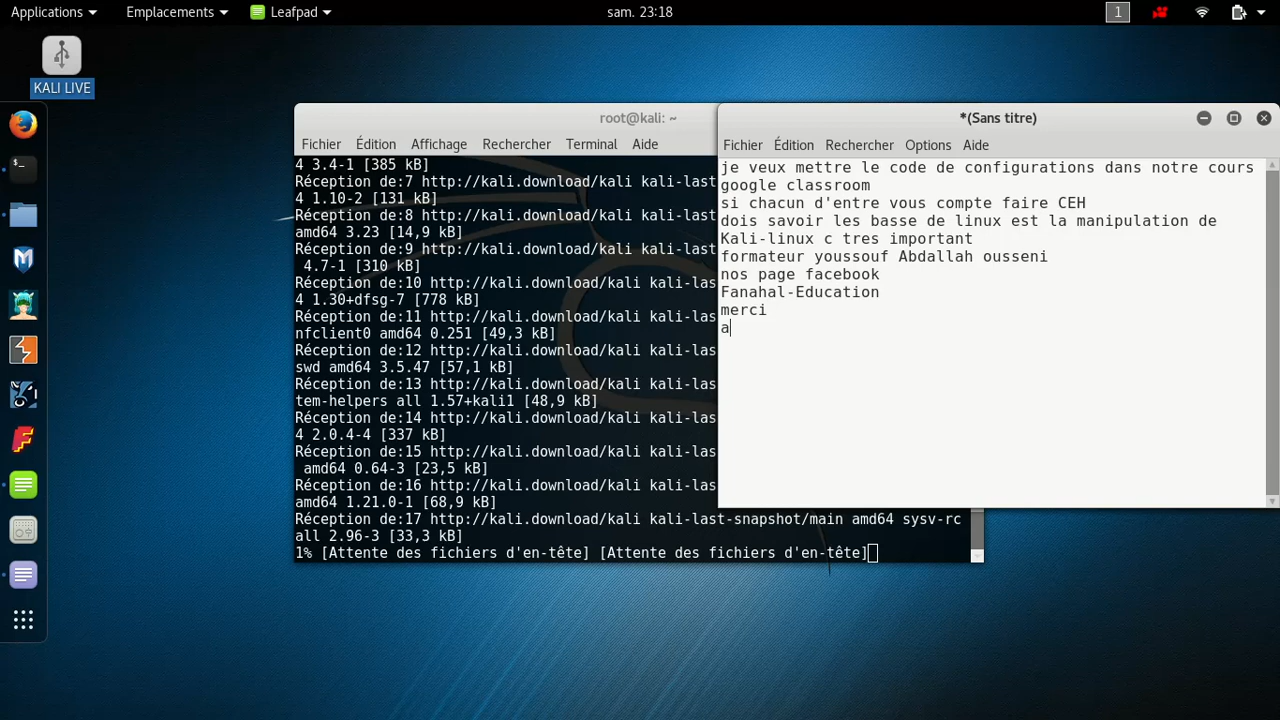 Applications
Emplacements
Leafpad
sam. 23:18
1
KALI LIVE
root@kali: ~
Fichier Édition Affichage Rechercher Terminal Aide
4 3.4-1 [385 kB]
Réception de:7 http://kali.download/kali kali-las
4 1.10-2 [131 kB]
Réception de:8 http://kali.download/kali kali-las
amd64 3.23 [14,9 kB]
Réception de:9 http://kali.download/kali kali-las
4.7-1 [310 kB]
Réception de:10 http://kali.download/kali kali-las
4 1.30+dfsg-7 [778 kB]
Réception de:11 http://kali.download/kali kali-las
nfclient0 amd64 0.251 [49,3 kB]
Réception de:12 http://kali.download/kali kali-las
swd amd64 3.5.47 [57,1 kB]
Réception de:13 http://kali.download/kali kali-las
tem-helpers all 1.57+kali1 [48,9 kB]
Réception de:14 http://kali.download/kali kali-las
4 2.0.4-4 [337 kB]
Réception de:15 http://kali.download/kali kali-las
amd64 0.64-3 [23,5 kB]
Réception de:16 http://kali.download/kali kali-las
amd64 1.21.0-1 [68,9 kB]
Réception de:17 http://kali.download/kali kali-last-snapshot/main amd64 sysv-rc
all 2.96-3 [33,3 kB]
1% [Attente des fichiers d'en-tête] [Attente des fichiers d'en-tête]
*(Sans titre)
Fichier Édition Rechercher Options Aide
je veux mettre le code de configurations dans notre cours
google classroom
si chacun d'entre vous compte faire CEH
dois savoir les basse de linux est la manipulation de
Kali-linux c tres important
formateur youssouf Abdallah ousseni
nos page facebook
Fanahal-Education
merci
a